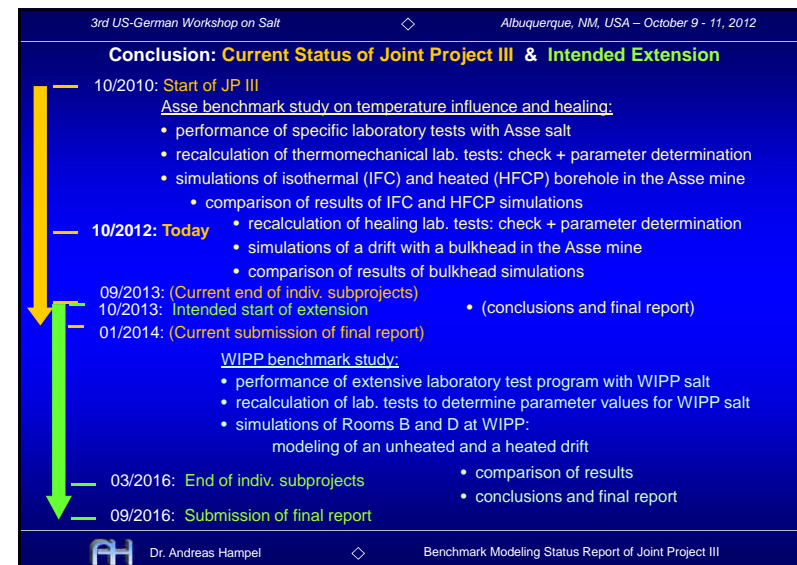 3rd US-German Workshop on Salt ◇ Albuquerque, NM, USA – October 9 - 11, 2012
Conclusion: Current Status of Joint Project III & Intended Extension
10/2010: Start of JP III
Asse benchmark study on temperature influence and healing:
• performance of specific laboratory tests with Asse salt
• recalculation of thermomechanical lab. tests: check + parameter determination
• simulations of isothermal (IFC) and heated (HFCP) borehole in the Asse mine
• comparison of results of IFC and HFCP simulations
10/2012: Today • recalculation of healing lab. tests: check + parameter determination
• simulations of a drift with a bulkhead in the Asse mine
• comparison of results of bulkhead simulations
09/2013: (Current end of indiv. subprojects)
10/2013: Intended start of extension • (conclusions and final report)
01/2014: (Current submission of final report)
WIPP benchmark study:
• performance of extensive laboratory test program with WIPP salt
• recalculation of lab. tests to determine parameter values for WIPP salt
• simulations of Rooms B and D at WIPP:
modeling of an unheated and a heated drift
• comparison of results
03/2016: End of indiv. subprojects
• conclusions and final report
09/2016: Submission of final report
AH Dr. Andreas Hampel ◇ Benchmark Modeling Status Report of Joint Project III